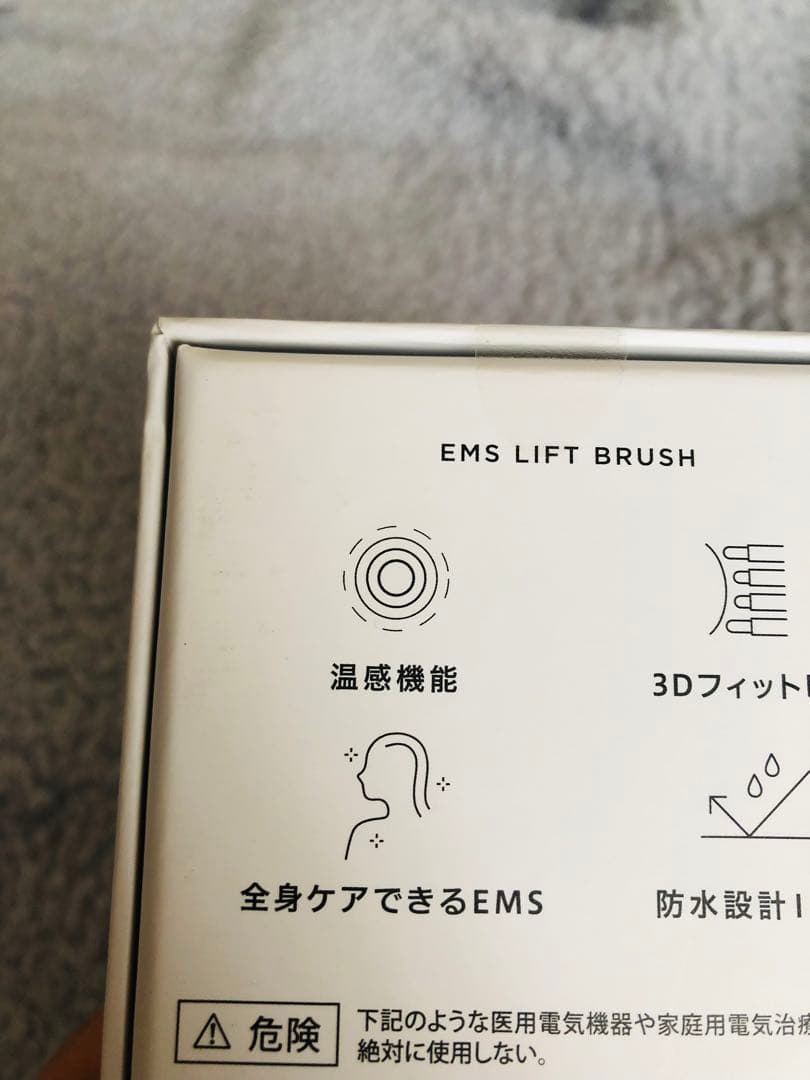 EMS LIFT BRUSH
温感機能
3Dフィット
全身ケアできるEMS
防水設計
危険
下記のような医用電気機器や家庭用電気治療
絶対に使用しない。